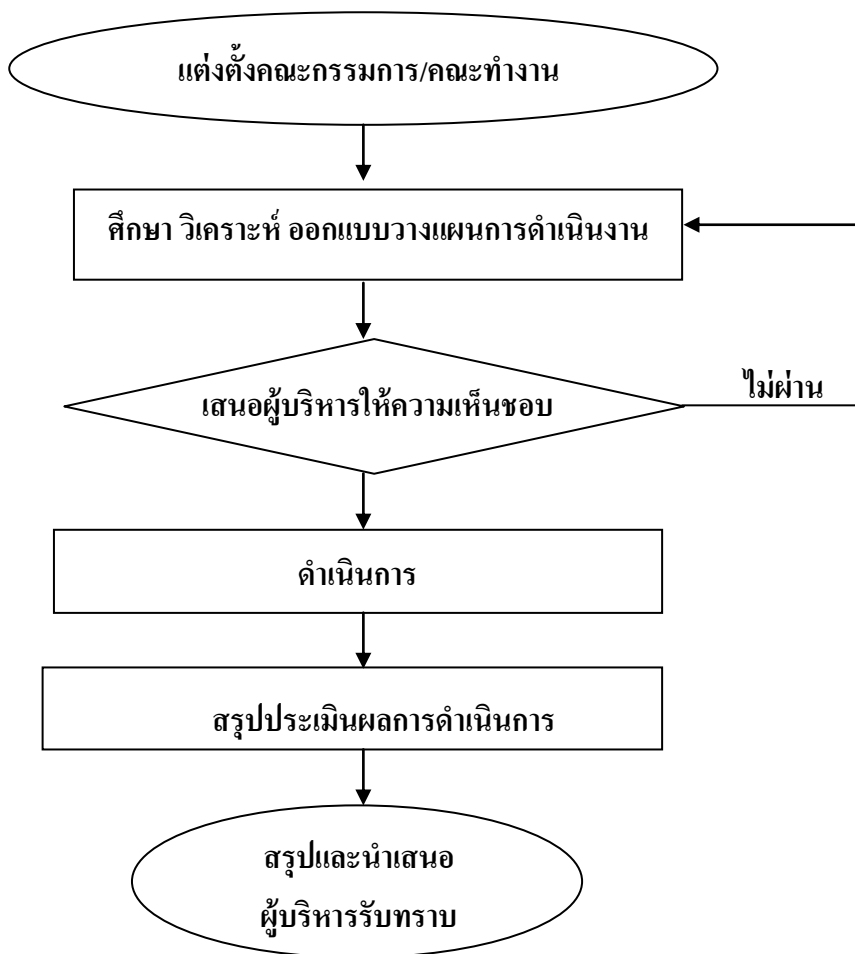 แต่งตั้งคณะกรรมการ/คณะทำงาน
ศึกษา วิเคราะห์ ออกแบบวางแผนการดำเนินงาน
เสนอผู้บริหารให้ความเห็นชอบ
ไม่ผ่าน
ดำเนินการ
สรุปประเมินผลการดำเนินการ
สรุปและนำเสนอ
ผู้บริหารรับทราบ